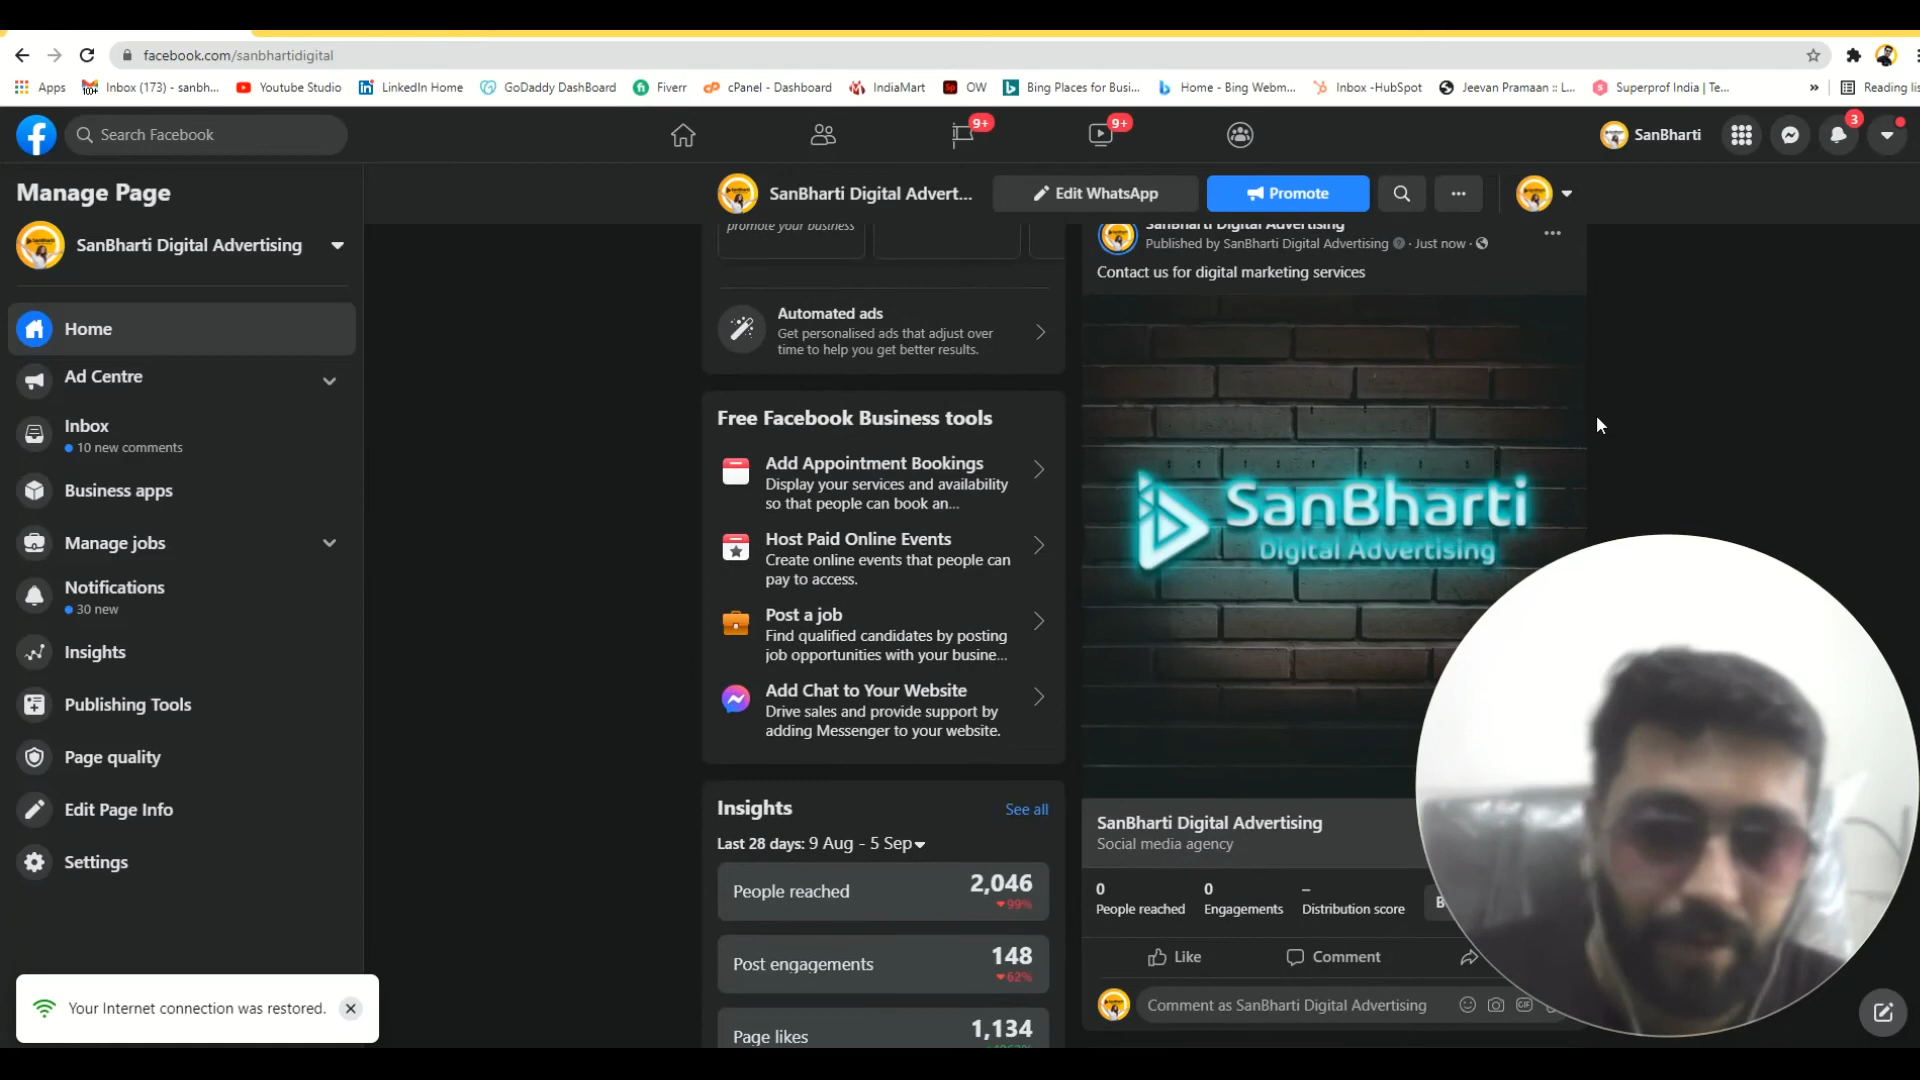 facebook.com/sanbhartidigital
Apps
Inbox (173) - sanbh...
Youtube Studio
LinkedIn Home
GoDaddy DashBoard
Fiverr
cPanel - Dashboard
IndiaMart
OW
Bing Places for Busi...
Home - Bing Webm...
Inbox -HubSpot
Jeevan Pramaan :: L...
Superprof India | Te...
»
Reading lis
Search Facebook
9+
9+
SanBharti
3
Manage Page
SanBharti Digital Advertising
Home
Ad Centre
Inbox
10 new comments
Business apps
Manage jobs
Notifications
30 new
Insights
Publishing Tools
Page quality
Edit Page Info
Settings
Your Internet connection was restored.
SanBharti Digital Advert...
Edit WhatsApp
Promote
promote your business
Automated ads
Get personalised ads that adjust over
time to help you get better results.
Free Facebook Business tools
Add Appointment Bookings
Display your services and availability
so that people can book an...
Host Paid Online Events
Create online events that people can
pay to access.
Post a job
Find qualified candidates by posting
job opportunities with your busine...
Add Chat to Your Website
Drive sales and provide support by
adding Messenger to your website.
Insights
See all
Last 28 days: 9 Aug - 5 Sep
People reached
2,046
99%
Post engagements
148
62%
Page likes
1,134
SanBharti Digital Advertising
Published by SanBharti Digital Advertising · Just now ·
Contact us for digital marketing services
SanBharti
Digital Advertising
SanBharti Digital Advertising
Social media agency
0
People reached
0
Engagements
–
Distribution score
B
Like
Comment
Comment as SanBharti Digital Advertising
GIF